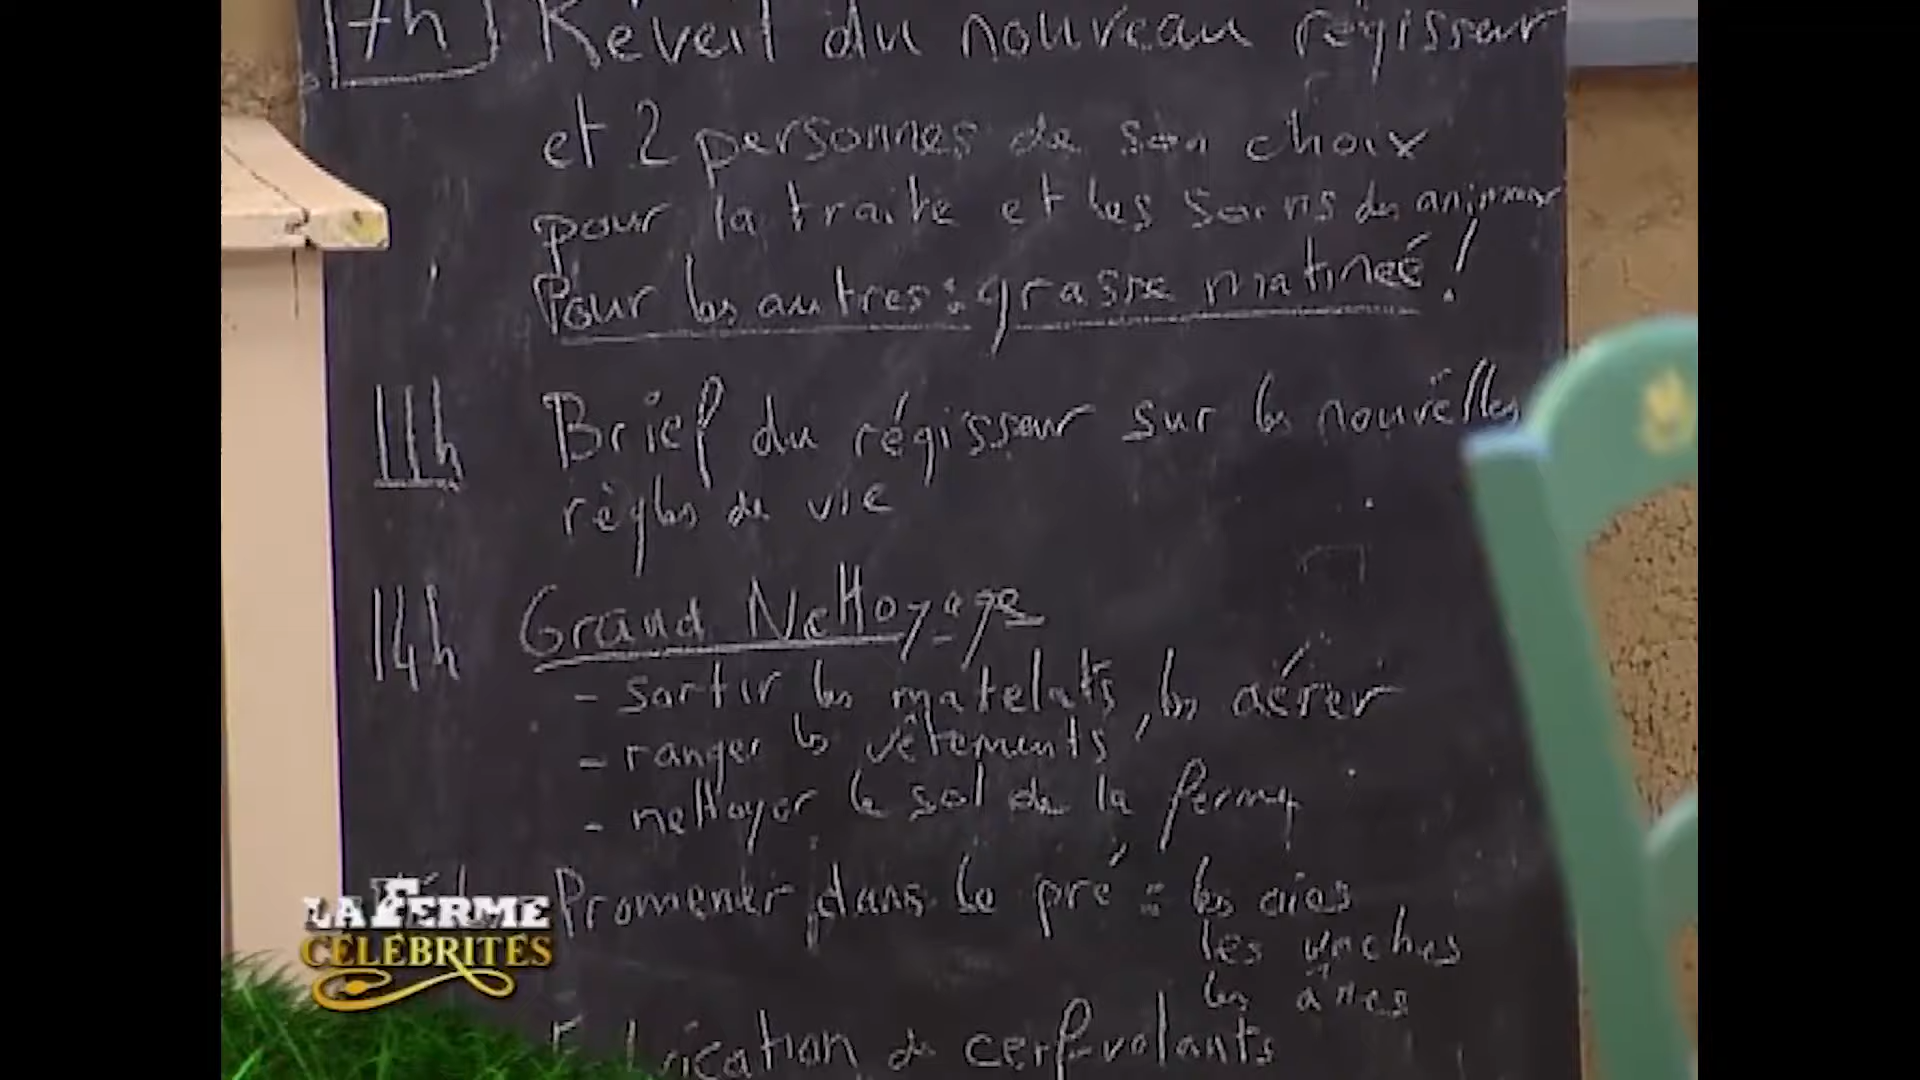 7h Réveil du nouveau régisseur
et 2 personnes de son choix
pour la traite et les soins des animaux
Pour les autres : grasse matinée !
11h Brief du régisseur sur les nouvelles
règles de vie
14h Grand Nettoyage
- sortir les matelats, les aérer
- ranger les vêtements
- nettoyer le sol de la ferme
Promener dans le pré : les oies
les vaches
les ânes
cerf-volants
LA FERME
CÉLÉBRITÉS